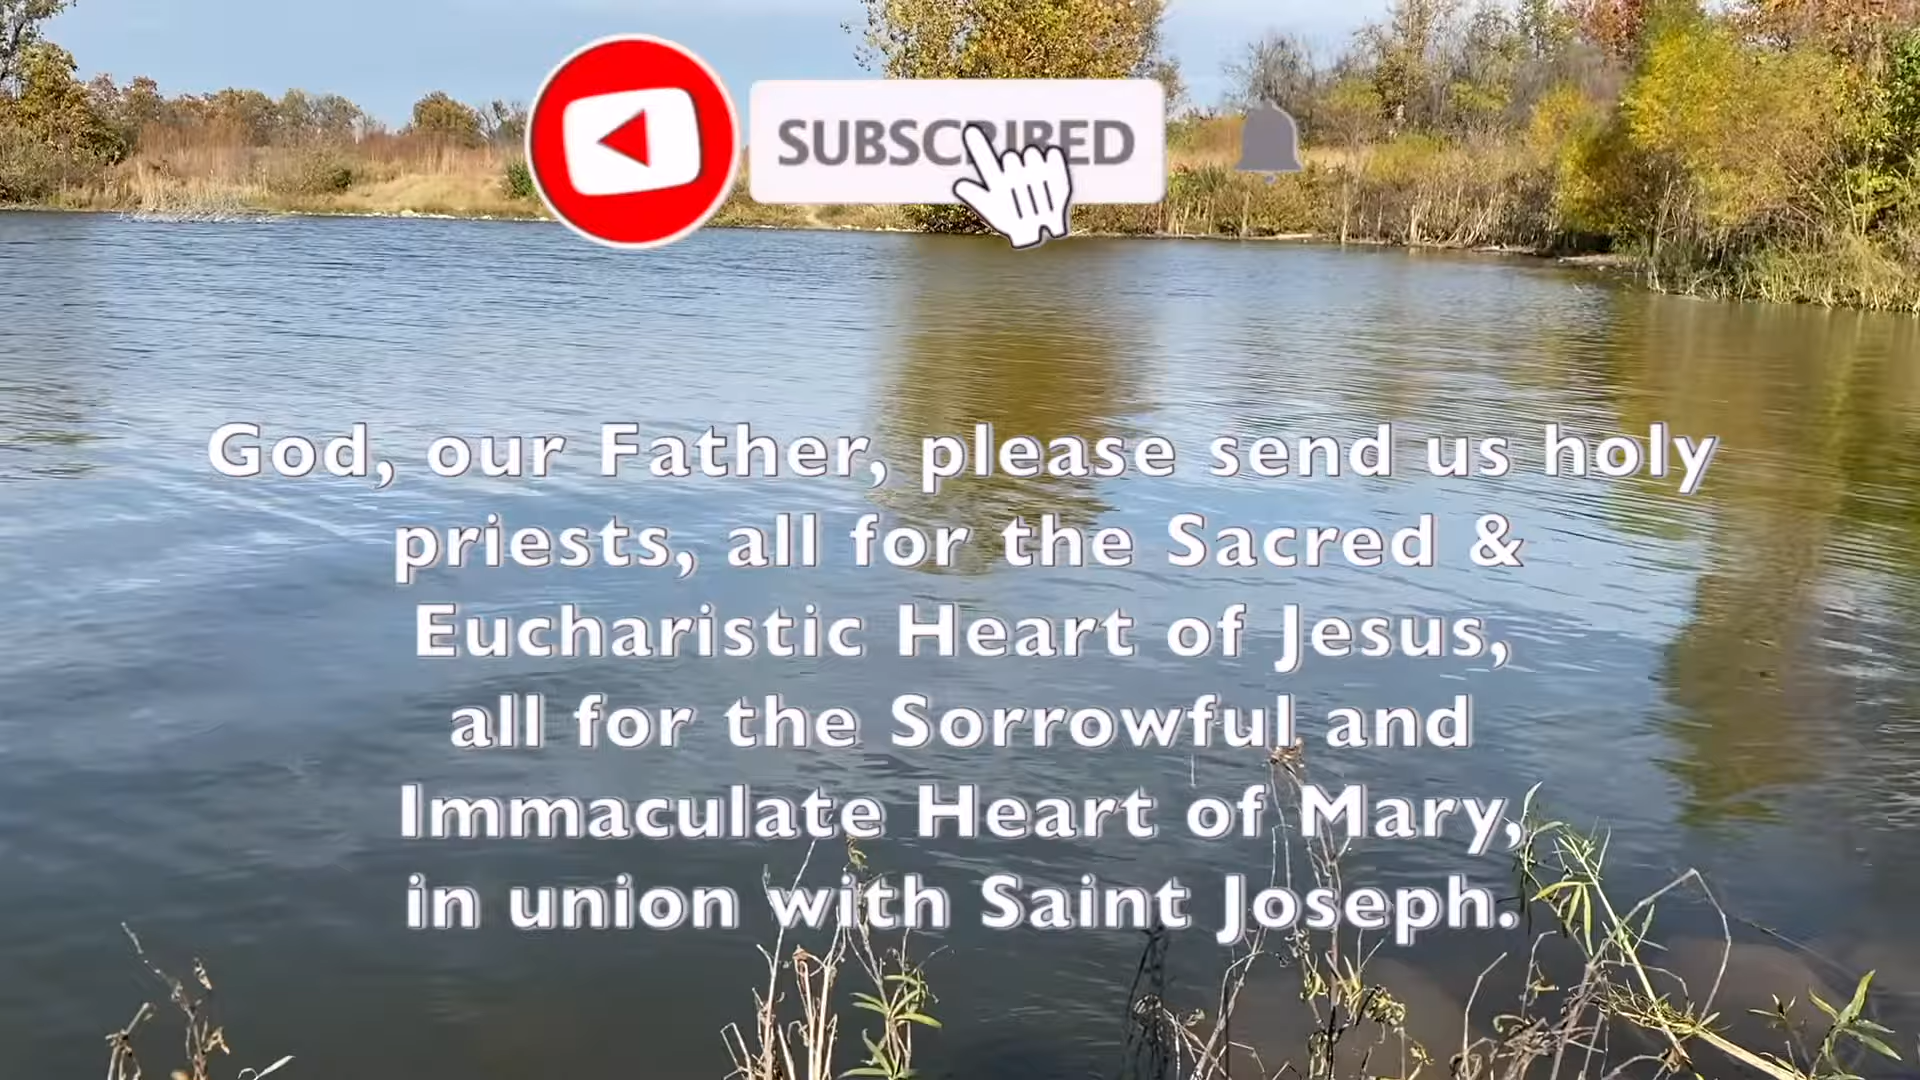 SUBSCRIBED
God, our Father, please send us holy
priests, all for the Sacred &
Eucharistic Heart of Jesus,
all for the Sorrowful and
Immaculate Heart of Mary,
in union with Saint Joseph.